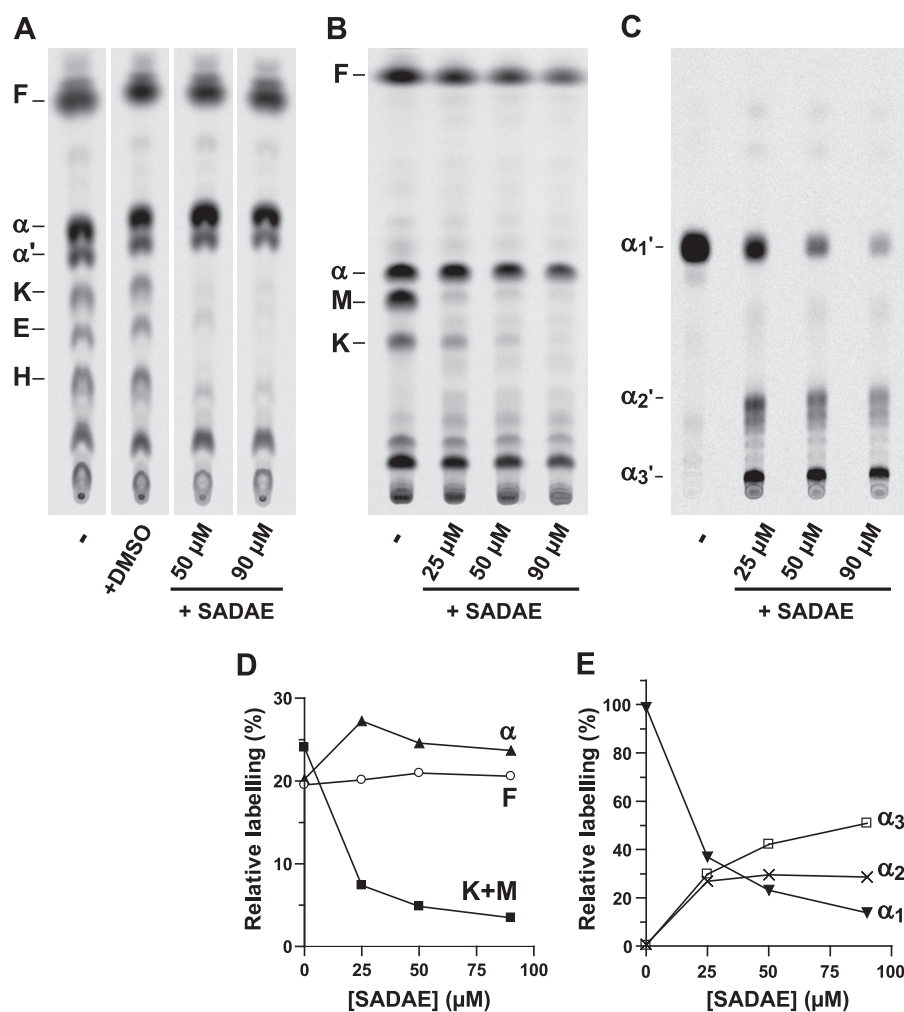 A
B
C
F
α
α'
K
E
H
F
α
M
K
α1'
α2'
α3'
-
+DMSO
50 µM
90 µM
+ SADAE
-
25 µM
50 µM
90 µM
+ SADAE
-
25 µM
50 µM
90 µM
+ SADAE
D
Relative labelling (%)
30
20
10
0
α
F
K+M
0
25
50
75
100
[SADAE] (µM)
E
Relative labelling (%)
100
80
60
40
20
0
α3
α2
α1
0
25
50
75
100
[SADAE] (µM)